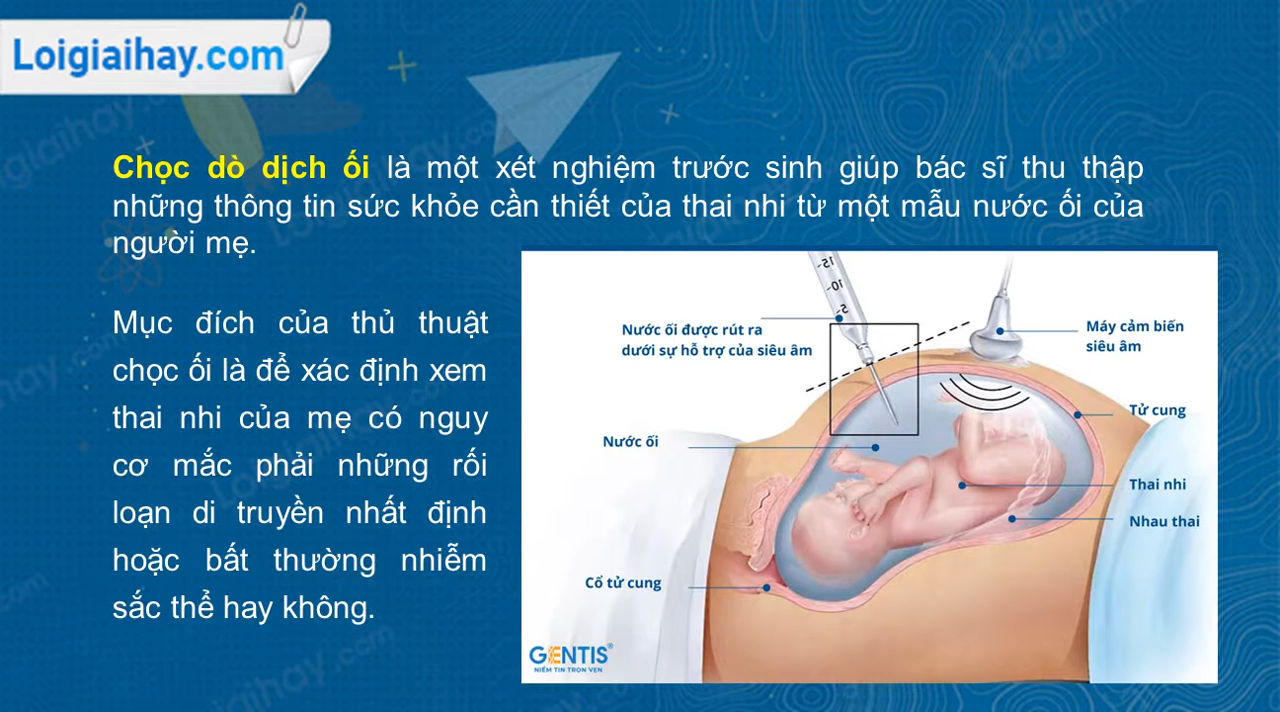 Loigiaihay.com
Chọc dò dịch ối là một xét nghiệm trước sinh giúp bác sĩ thu thập
những thông tin sức khỏe cần thiết của thai nhi từ một mẫu nước ối của
người mẹ.
Mục đích của thủ thuật
chọc ối là để xác định xem
thai nhi của mẹ có nguy
cơ mắc phải những rối
loạn di truyền nhất định
hoặc bất thường nhiễm
sắc thể hay không.
-15
-10
-5
Nước ối được rút ra
dưới sự hỗ trợ của siêu âm
Máy cảm biến
siêu âm
Tử cung
Nước ối
Thai nhi
Nhau thai
Cổ tử cung
GENTIS®
NIỀM TIN TRỌN VẸN